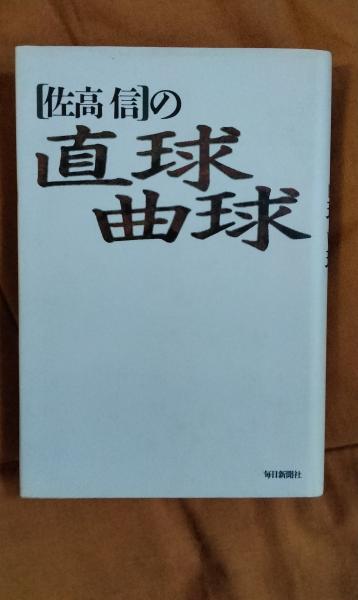 [佐高 信]の
直球
曲球
毎日新聞社